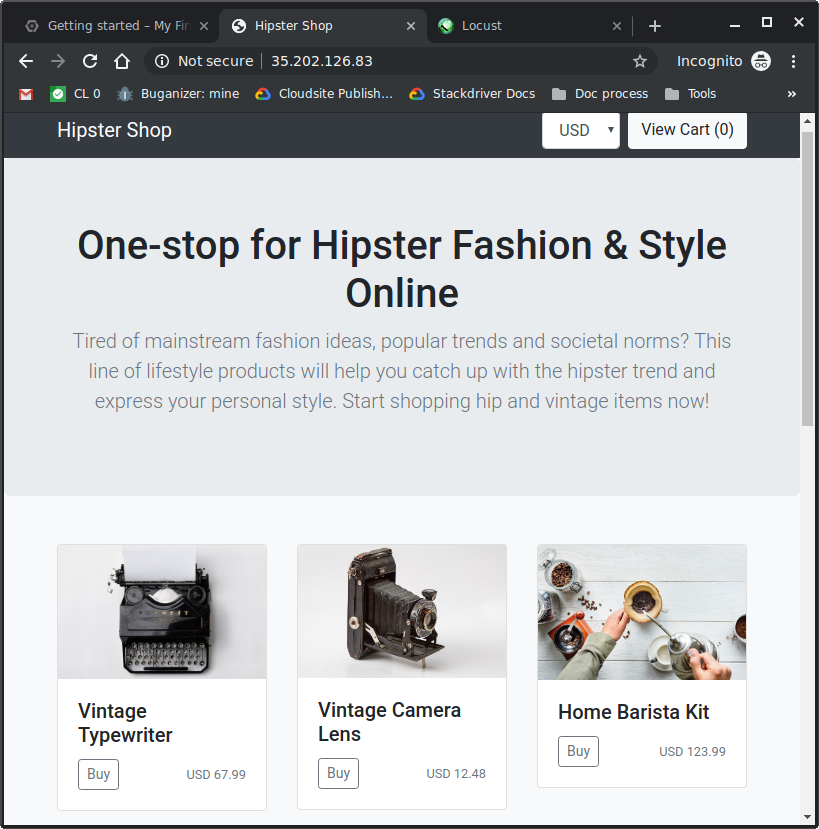 Getting started – My Fir
Hipster Shop
Locust
Not secure
35.202.126.83
Incognito
CL 0
Buganizer: mine
Cloudsite Publish...
Stackdriver Docs
Doc process
Tools
»
Hipster Shop
USD
View Cart (0)
One-stop for Hipster Fashion & Style
Online
Tired of mainstream fashion ideas, popular trends and societal norms? This
line of lifestyle products will help you catch up with the hipster trend and
express your personal style. Start shopping hip and vintage items now!
Vintage
Typewriter
Buy
USD 67.99
Vintage Camera
Lens
Buy
USD 12.48
Home Barista Kit
Buy
USD 123.99